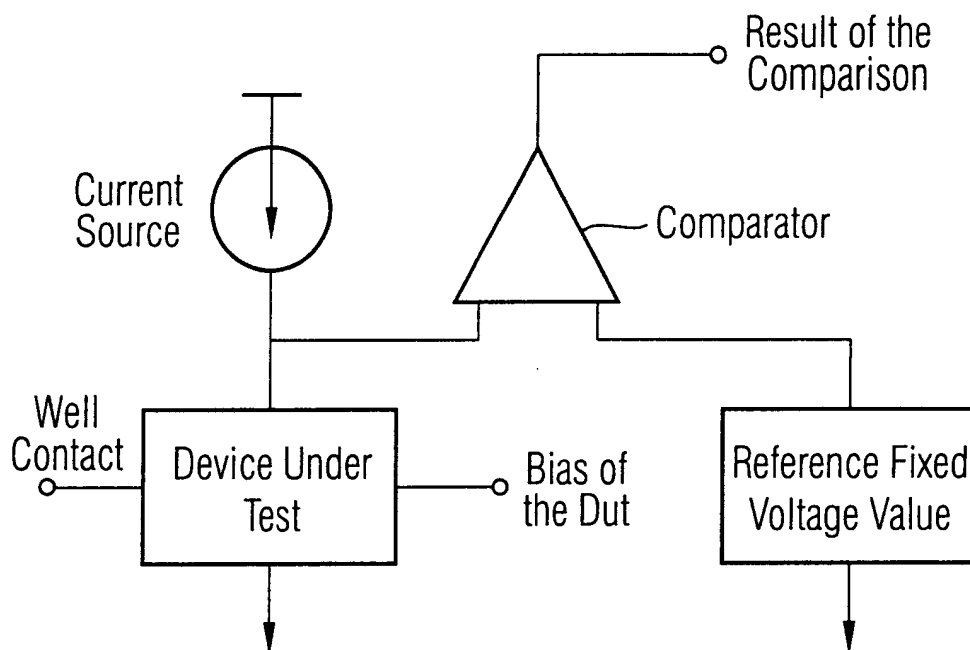 Result of the
Comparison
Current
Source
Comparator
Well
Contact
Device Under
Test
Bias of
the Dut
Reference Fixed
Voltage Value